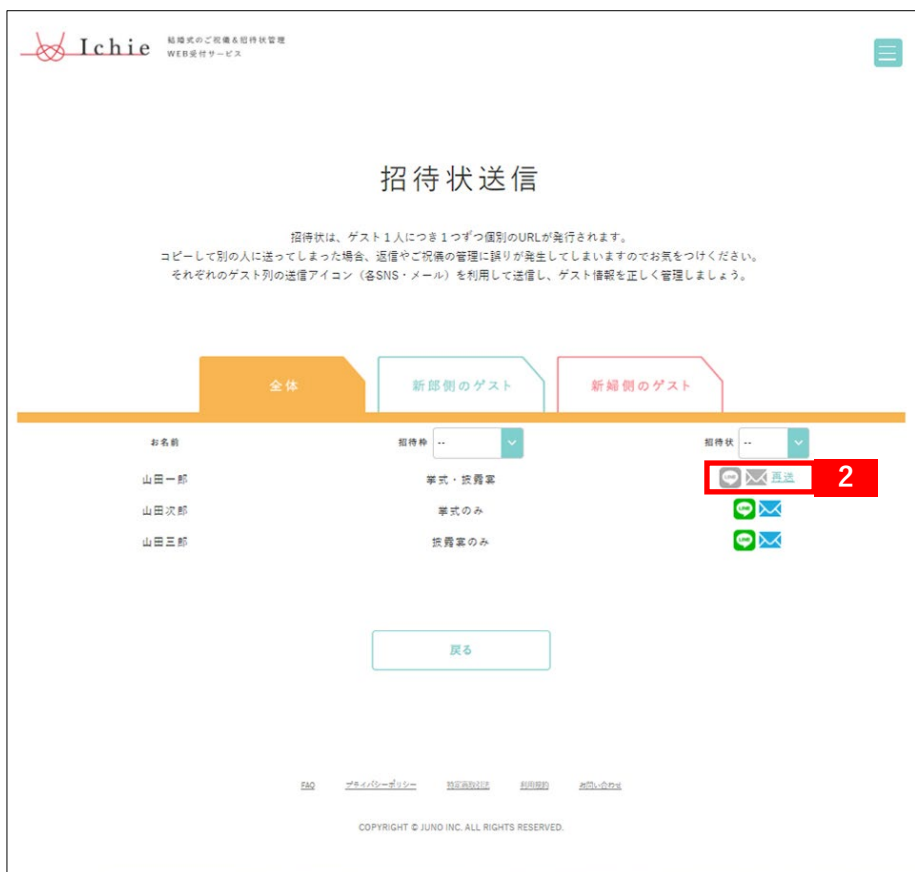 Ichie
結婚式のご祝儀&招待状管理
WEB受付サービス
招待状送信
招待状は、ゲスト1人につき1つずつ個別のURLが発行されます。
コピーして別の人に送ってしまった場合、返信やご祝儀の管理に誤りが発生してしまいますのでお気をつけください。
それぞれのゲスト列の送信アイコン（各SNS・メール）を利用して送信し、ゲスト情報を正しく管理しましょう。
全体 新郎側のゲスト 新婦側のゲスト
お名前 招待枠 -- 招待状 --
山田一郎 挙式・披露宴 LINE 再送 2
山田次郎 挙式のみ LINE
山田三郎 披露宴のみ LINE
戻る
FAQ プライバシーポリシー 特定商取引法 利用規約 お問い合わせ
COPYRIGHT © JUNO INC. ALL RIGHTS RESERVED.